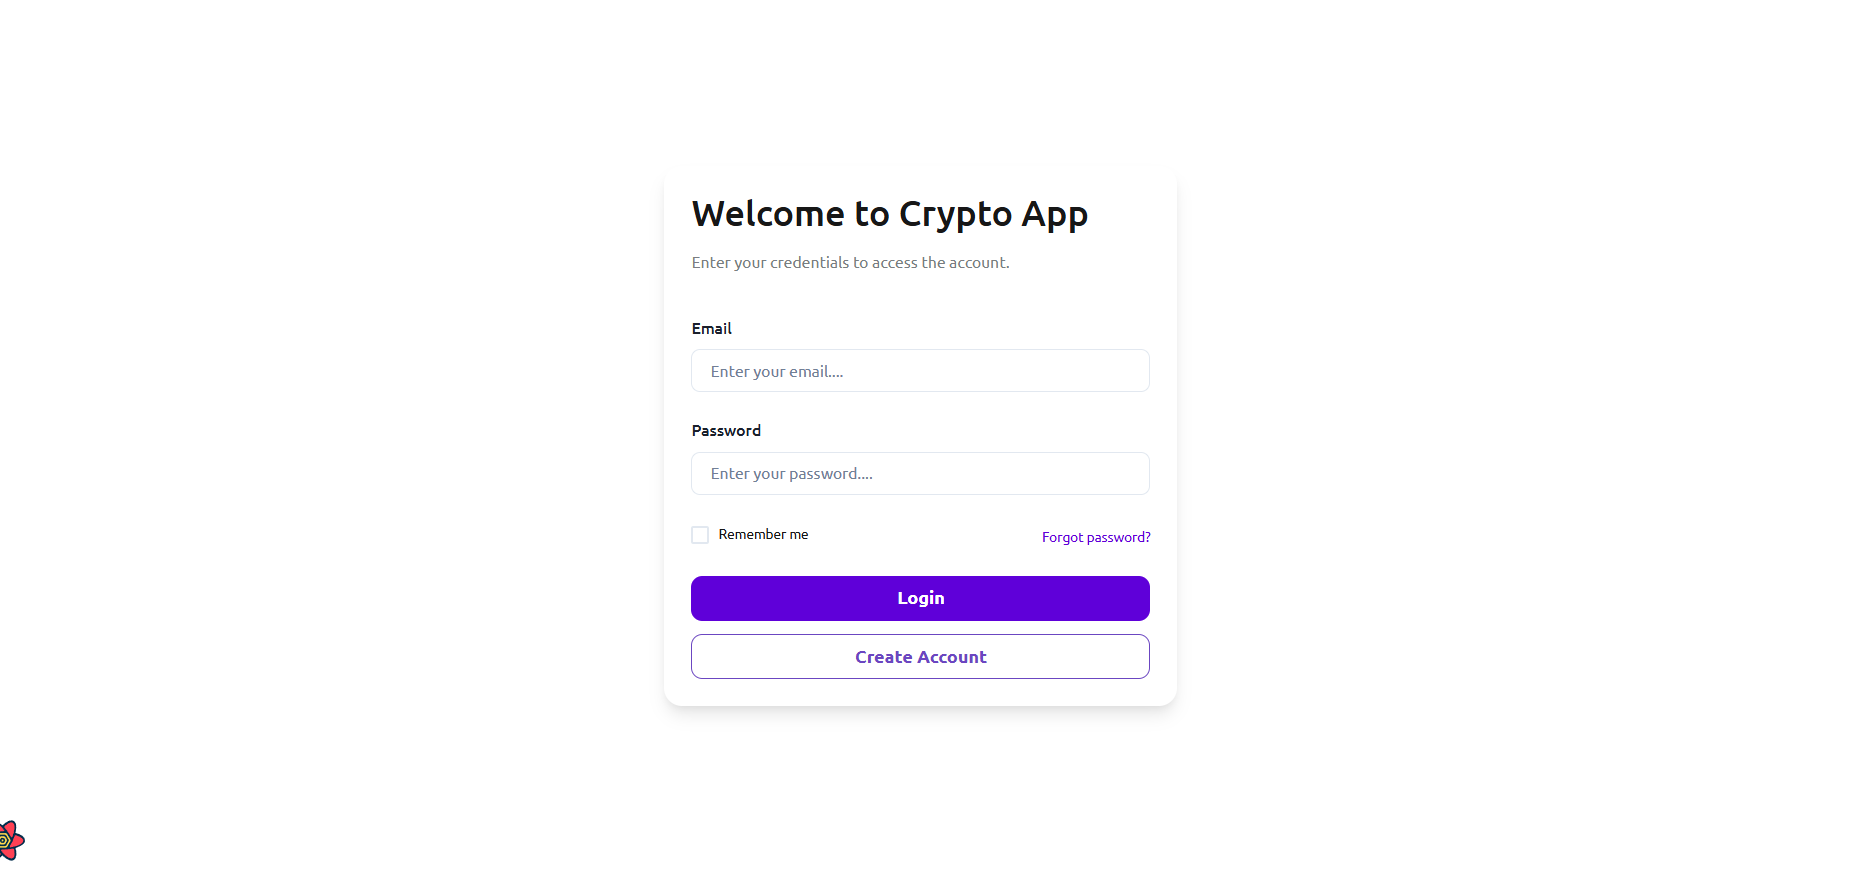 Welcome to Crypto App
Enter your credentials to access the account.
Email
Enter your email....
Password
Enter your password....
Remember me
Forgot password?
Login
Create Account